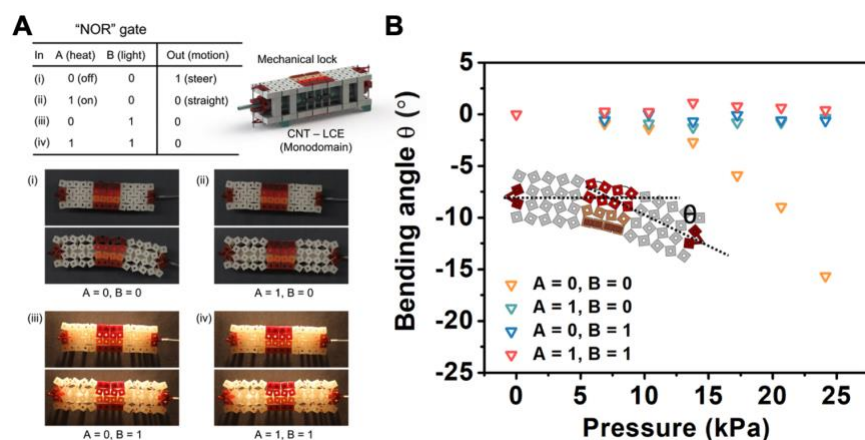 A
"NOR" gate
In A (heat) B (light) Out (motion)
(i) 0 (off) 0 1 (steer)
(ii) 1 (on) 0 0 (straight)
(iii) 0 1 0
(iv) 1 1 0
Mechanical lock
CNT – LCE
(Monodomain)
(i)
(ii)
A = 0, B = 0
A = 1, B = 0
(iii)
(iv)
A = 0, B = 1
A = 1, B = 1
B
Bending angle θ (°)
5
0
-5
-10
-15
-20
-25
θ
A = 0, B = 0
A = 1, B = 0
A = 0, B = 1
A = 1, B = 1
0 5 10 15 20 25
Pressure (kPa)